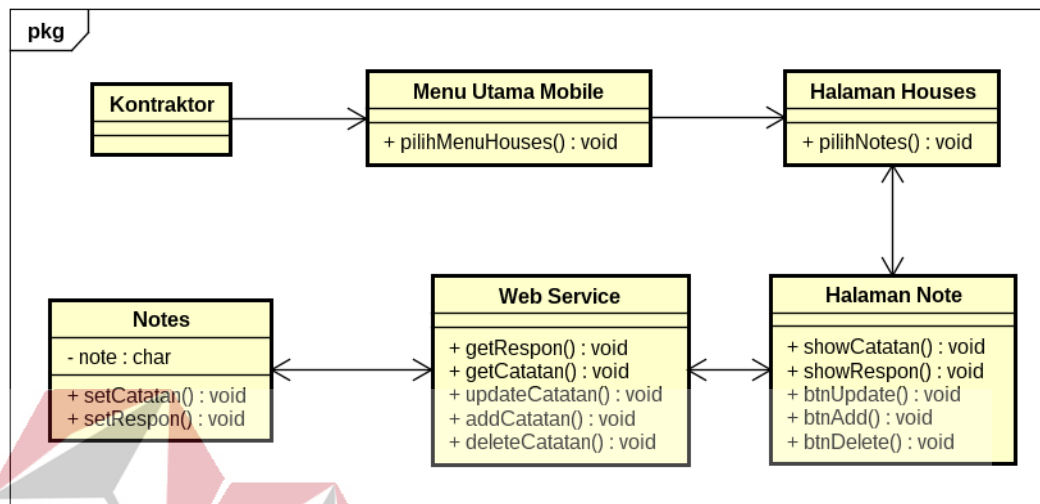 pkg
Kontraktor
Menu Utama Mobile
+ pilihMenuHouses() : void
Halaman Houses
+ pilihNotes() : void
Notes
- note : char
+ setCatatan() : void
+ setRespon() : void
Web Service
+ getRespon() : void
+ getCatatan() : void
+ updateCatatan() : void
+ addCatatan() : void
+ deleteCatatan() : void
Halaman Note
+ showCatatan() : void
+ showRespon() : void
+ btnUpdate() : void
+ btnAdd() : void
+ btnDelete() : void